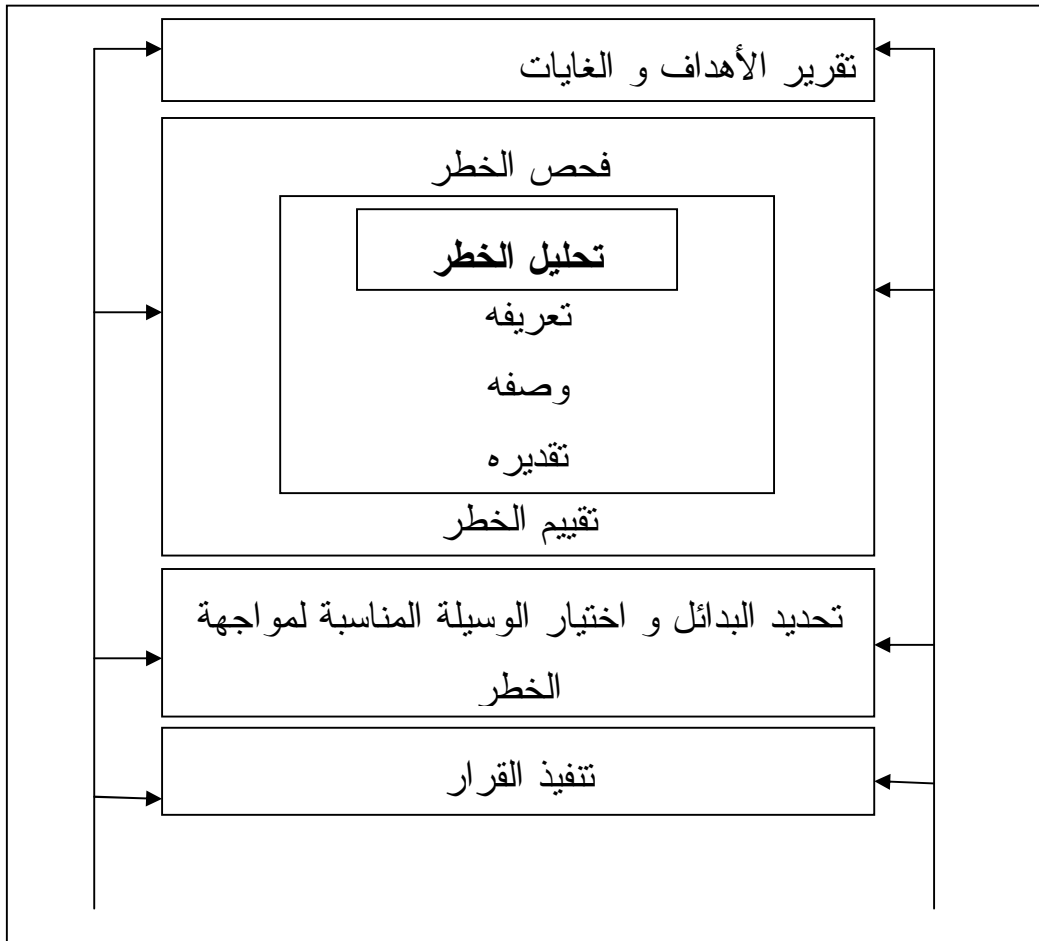 تقرير الأهداف و الغايات
فحص الخطر
تحليل الخطر
تعريفه
وصفه
تقديره
تقييم الخطر
تحديد البدائل و اختيار الوسيلة المناسبة لمواجهة
الخطر
تنفيذ القرار